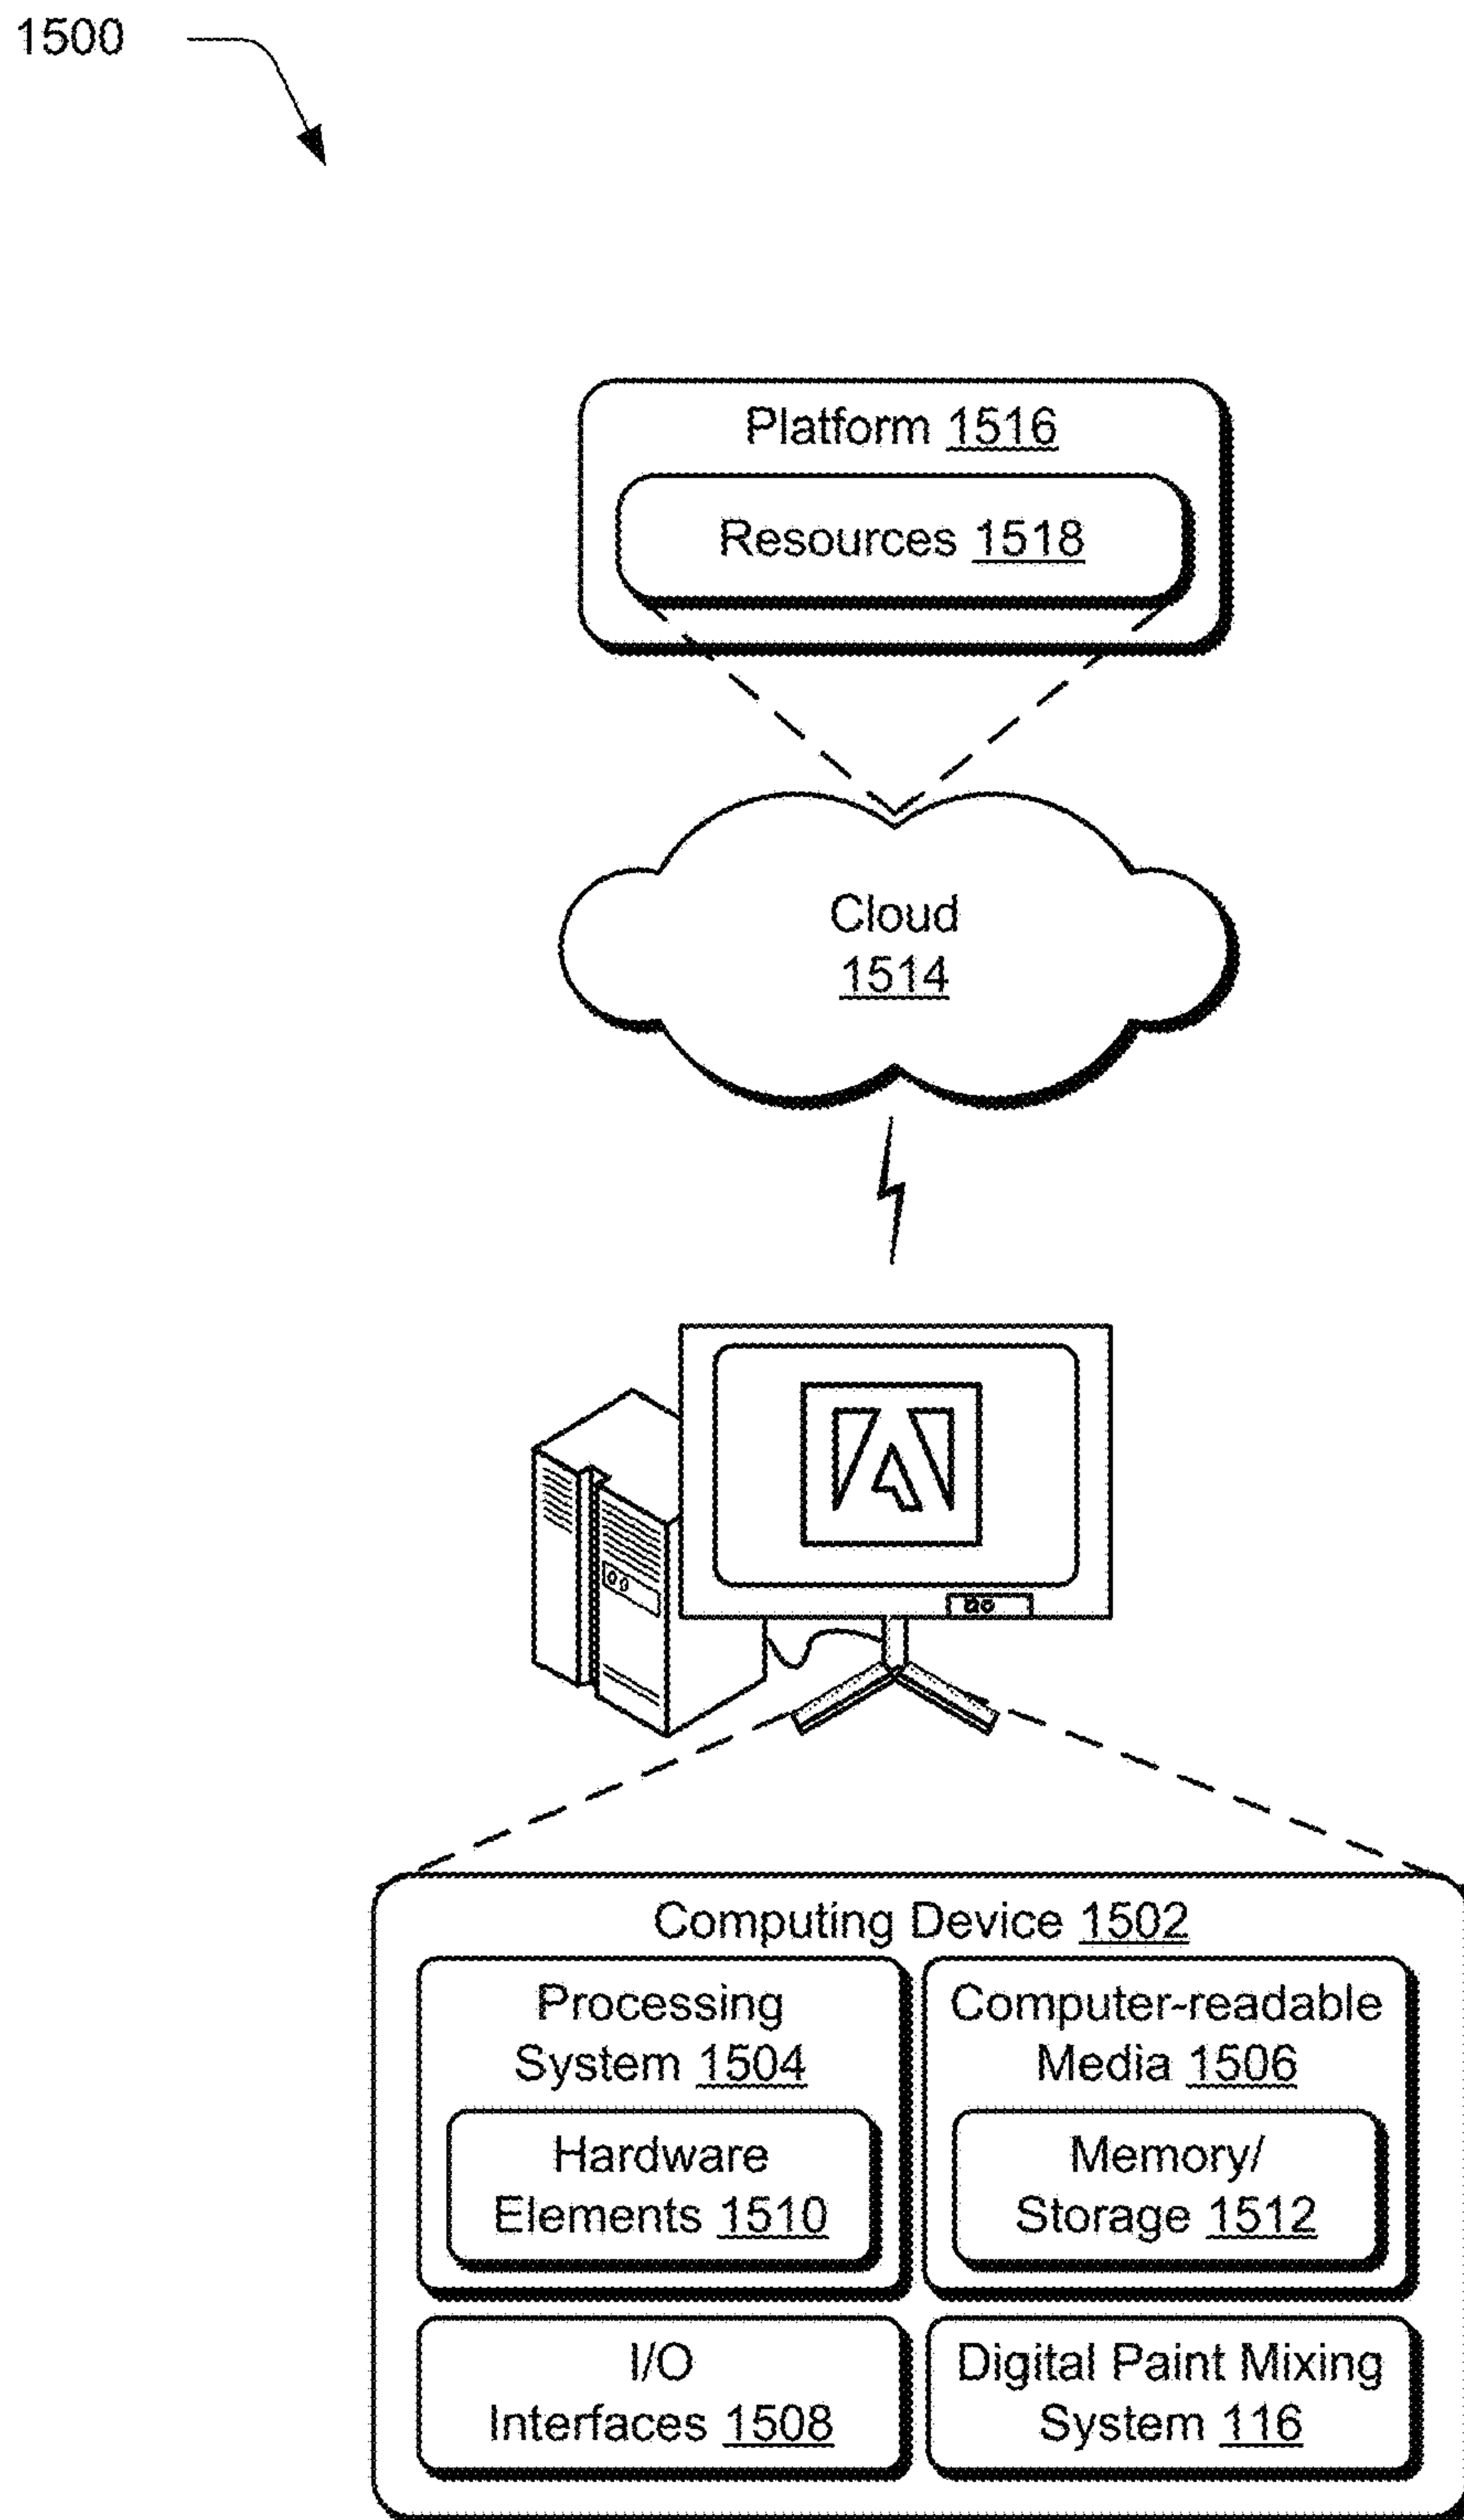 1500
Platform 1516
Resources 1518
Cloud
1514
Computing Device 1502
Processing
System 1504
Hardware
Elements 1510
Computer-readable
Media 1506
Memory/
Storage 1512
I/O
Interfaces 1508
Digital Paint Mixing
System 116